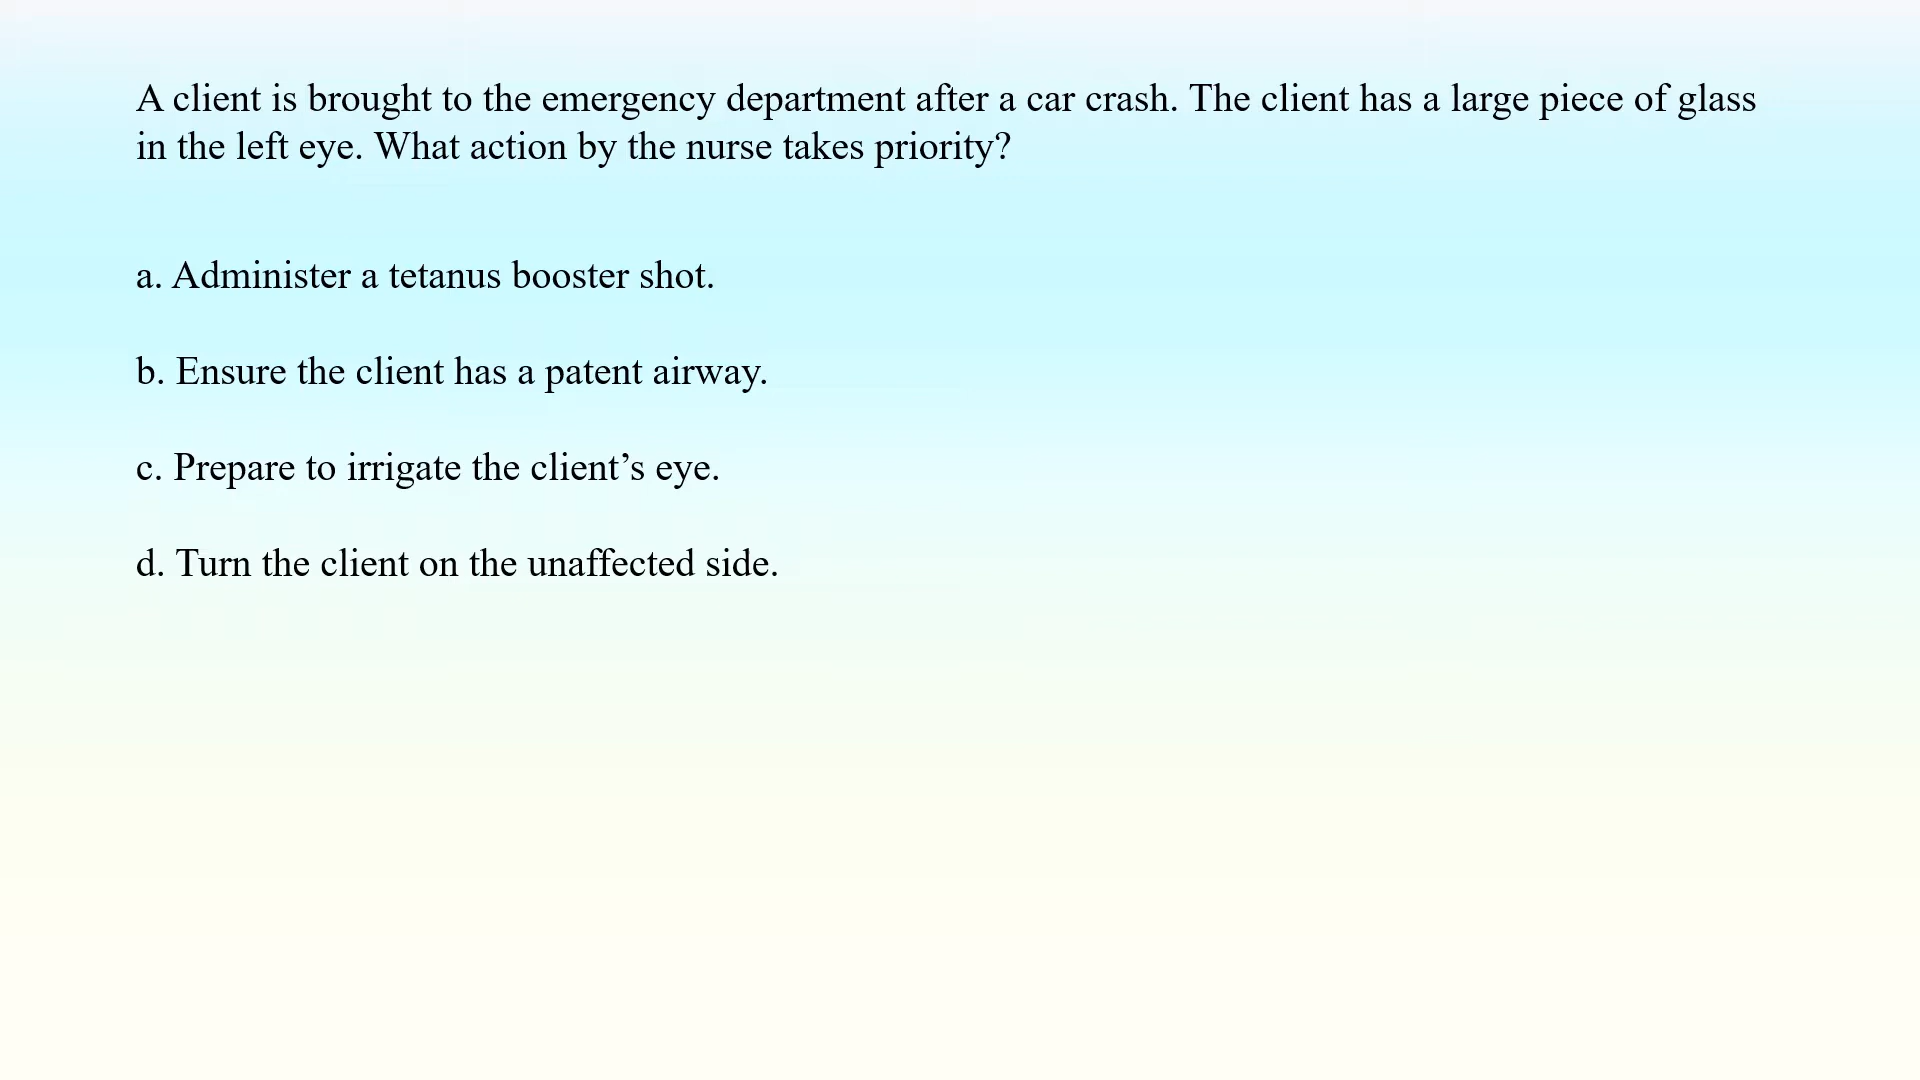 A client is brought to the emergency department after a car crash. The client has a large piece of glass
in the left eye. What action by the nurse takes priority?
a. Administer a tetanus booster shot.
b. Ensure the client has a patent airway.
c. Prepare to irrigate the client’s eye.
d. Turn the client on the unaffected side.